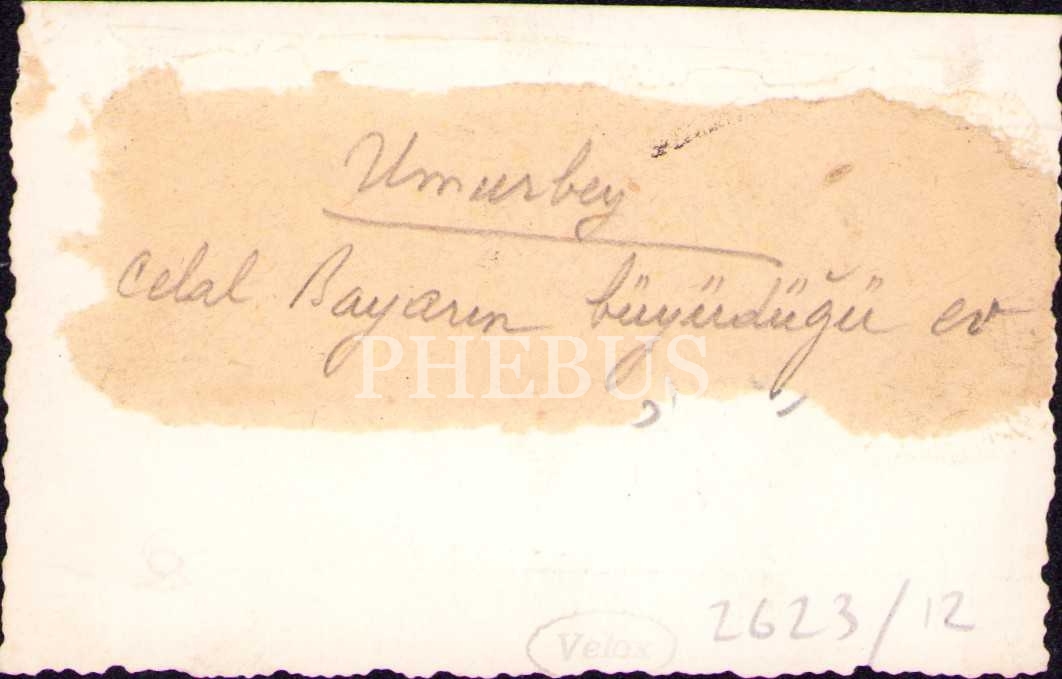 Umurbey
Celal Bayarın büyüdüğü ev
PHEBUS
2623/12
Velox